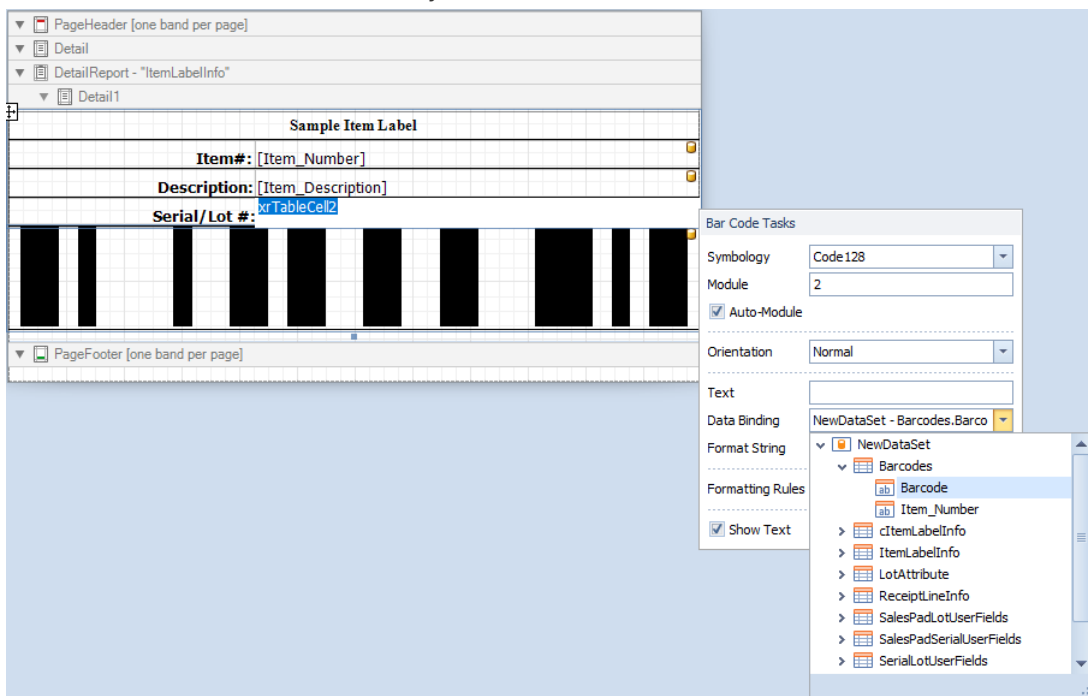 PageHeader [one band per page]
Detail
DetailReport - "ItemLabelInfo"
Detail1
Sample Item Label
Item#: [Item_Number]
Description: [Item_Description]
Serial/Lot #: xrTableCell2
PageFooter [one band per page]
Bar Code Tasks
Symbology Code128
Module 2
Auto-Module
Orientation Normal
Text
Data Binding NewDataSet - Barcodes.Barco
Format String
Formatting Rules
Show Text
NewDataSet
Barcodes
ab Barcode
ab Item_Number
cItemLabelInfo
ItemLabelInfo
LotAttribute
ReceiptLineInfo
SalesPadLotUserFields
SalesPadSerialUserFields
SerialLotUserFields